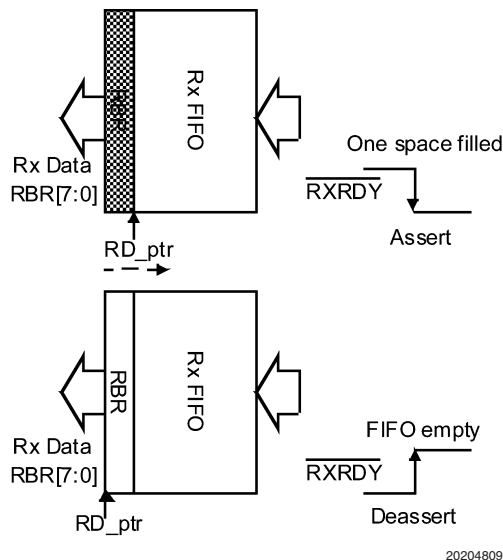 RBR
Rx FIFO
Rx Data
RBR[7:0]
RD_ptr
One space filled
RXRDY
Assert
RBR
Rx FIFO
Rx Data
RBR[7:0]
RD_ptr
FIFO empty
RXRDY
Deassert
20204809